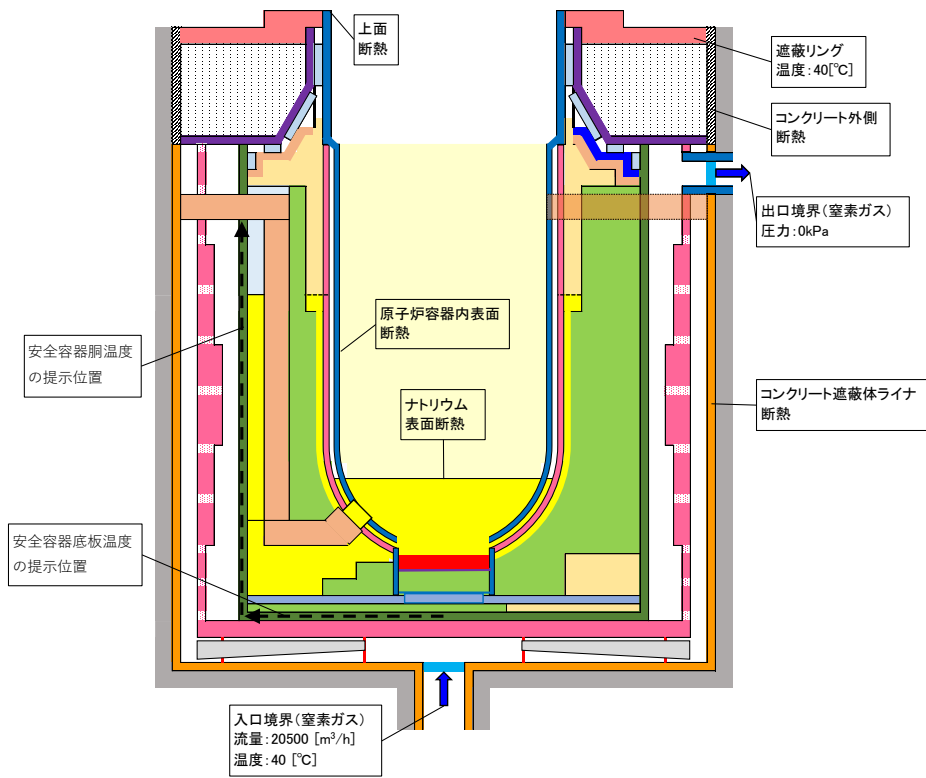 上面
断熱
遮蔽リング
温度:40[℃]
コンクリート外側
断熱
出口境界(窒素ガス)
圧力:0kPa
原子炉容器内表面
断熱
安全容器胴温度
の提示位置
ナトリウム
表面断熱
コンクリート遮蔽体ライナ
断熱
安全容器底板温度
の提示位置
入口境界(窒素ガス)
流量:20500 [m³/h]
温度:40 [℃]